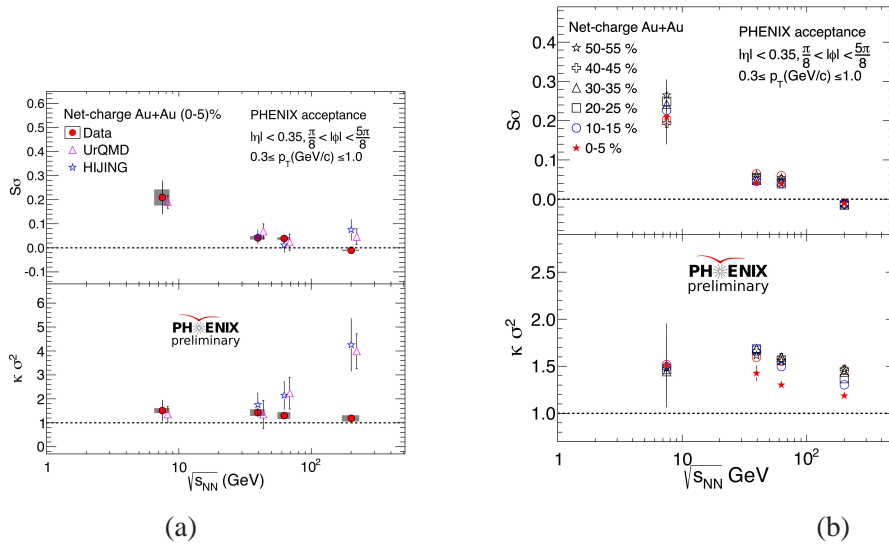 Net-charge Au+Au (0-5)%
Data
UrQMD
HIJING
PHENIX acceptance
|η| < 0.35, π/8 < |ϕ| < 5π/8
0.3≤ p_T(GeV/c) ≤1.0
Sσ
0.6
0.5
0.4
0.3
0.2
0.1
0.0
-0.1
PHENIX
preliminary
κ σ²
6
5
4
3
2
1
0
1
10
10²
√s_NN (GeV)
(a)
Net-charge Au+Au
50-55 %
40-45 %
30-35 %
20-25 %
10-15 %
0-5 %
PHENIX acceptance
|η| < 0.35, π/8 < |ϕ| < 5π/8
0.3≤ p_T(GeV/c) ≤1.0
Sσ
0.4
0.3
0.2
0.1
0.0
PHENIX
preliminary
κ σ²
2.5
2.0
1.5
1.0
1
10
10²
√s_NN GeV
(b)